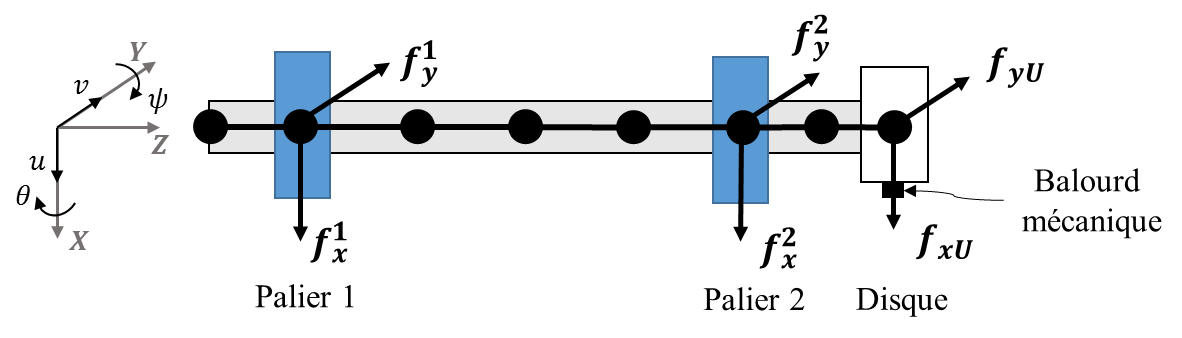 Y
v
ψ
Z
u
θ
X
f_y^1
f_x^1
Palier 1
f_y^2
f_x^2
Palier 2
f_yU
f_xU
Disque
Balourd
mécanique